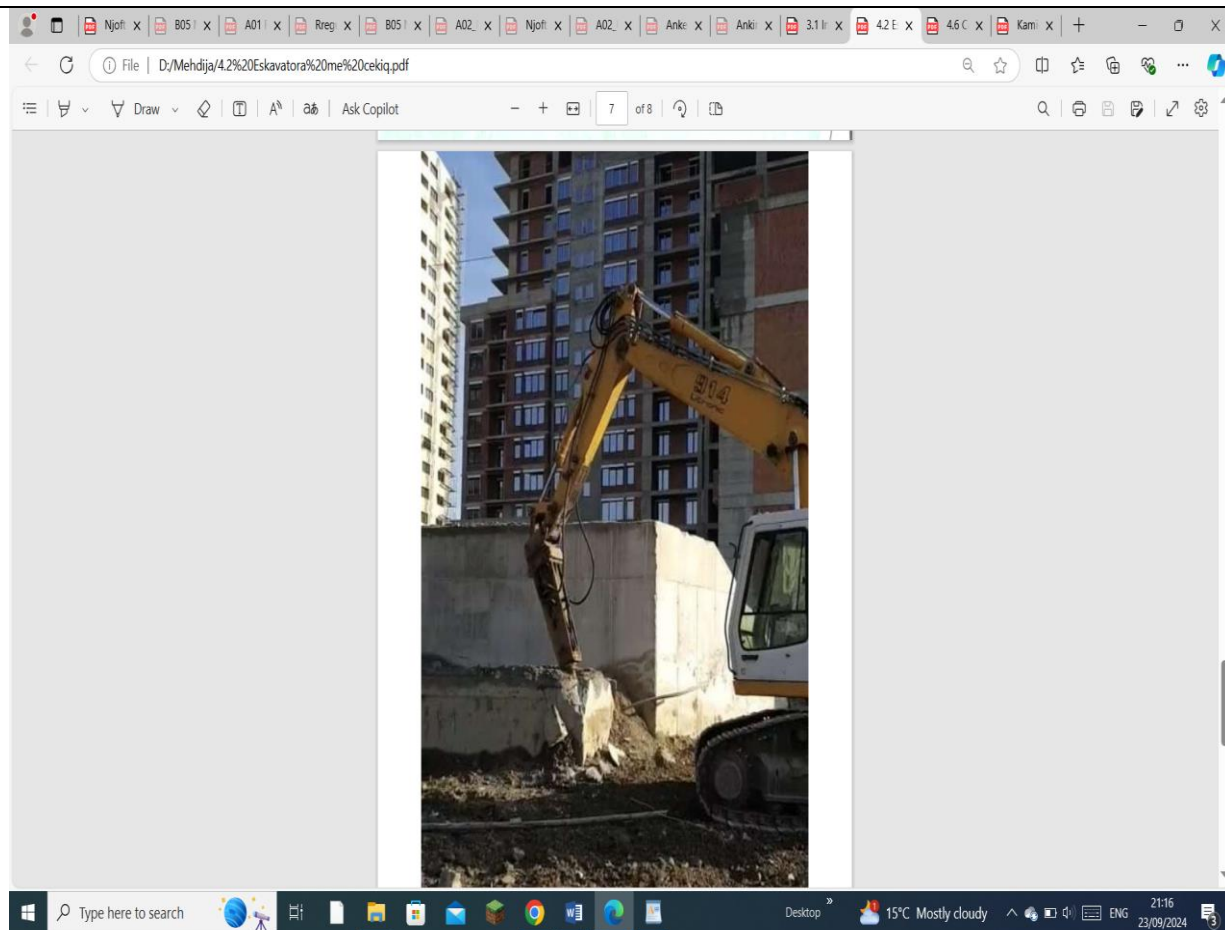 Njoft
B05
A01
Rreg
B05
A02_
Njoft
A02_
Anke
Anki
3.1 Ir
4.2 E
4.6 C
Kami
File | D:/Mehdija/4.2%20Eskavatora%20me%20cekiq.pdf
Draw
Ask Copilot
7 of 8
914
Litronic
Type here to search
Desktop
15°C Mostly cloudy
ENG
21:16
23/09/2024